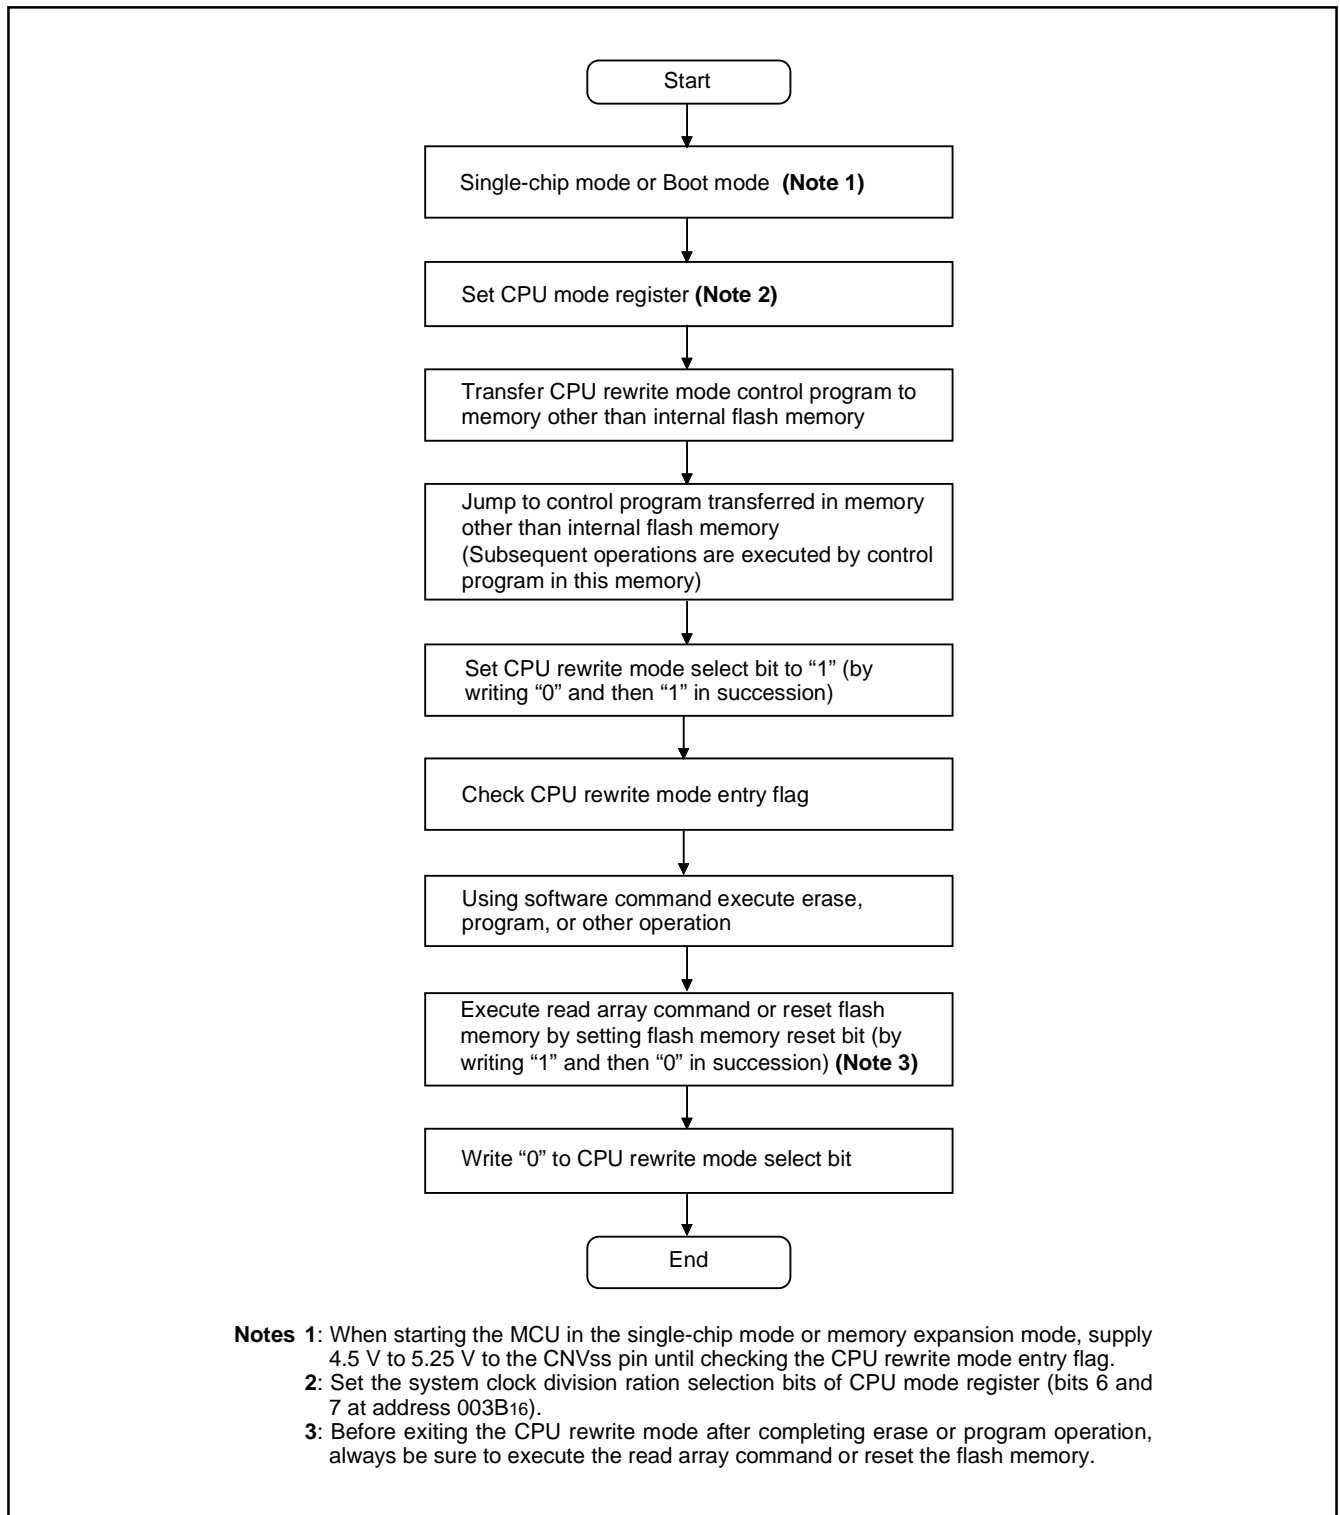 Start
Single-chip mode or Boot mode (Note 1)
Set CPU mode register (Note 2)
Transfer CPU rewrite mode control program to
memory other than internal flash memory
Jump to control program transferred in memory
other than internal flash memory
(Subsequent operations are executed by control
program in this memory)
Set CPU rewrite mode select bit to “1” (by
writing “0” and then “1” in succession)
Check CPU rewrite mode entry flag
Using software command execute erase,
program, or other operation
Execute read array command or reset flash
memory by setting flash memory reset bit (by
writing “1” and then “0” in succession) (Note 3)
Write “0” to CPU rewrite mode select bit
End
Notes 1: When starting the MCU in the single-chip mode or memory expansion mode, supply
4.5 V to 5.25 V to the CNVss pin until checking the CPU rewrite mode entry flag.
2: Set the system clock division ration selection bits of CPU mode register (bits 6 and
7 at address 003B16).
3: Before exiting the CPU rewrite mode after completing erase or program operation,
always be sure to execute the read array command or reset the flash memory.